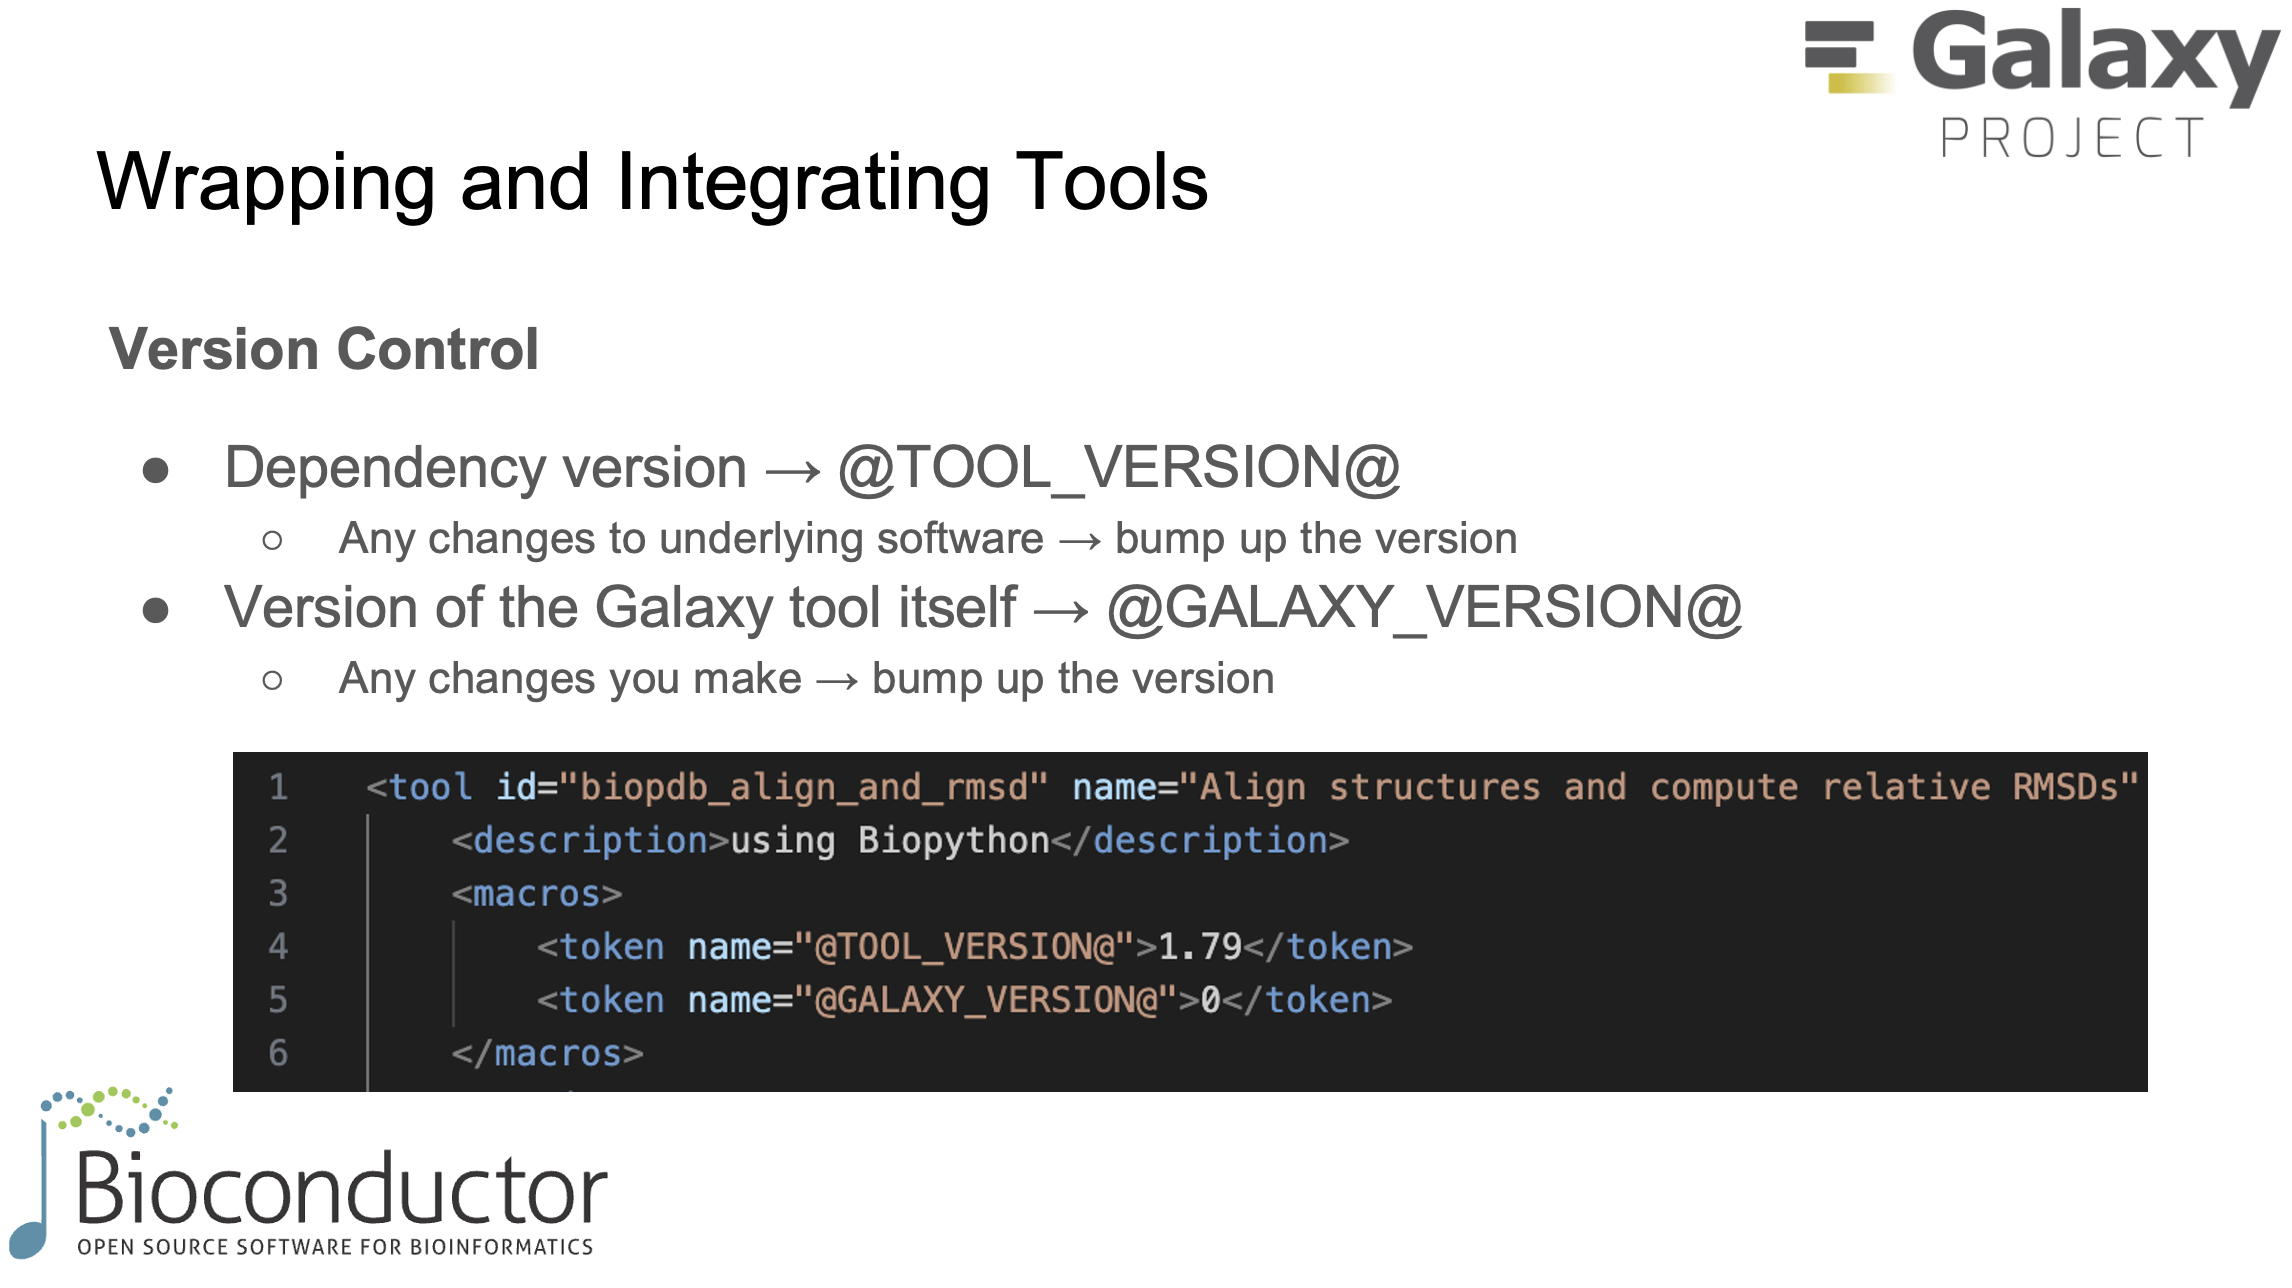 Galaxy
PROJECT
Wrapping and Integrating Tools
Version Control
● Dependency version → @TOOL_VERSION@
○ Any changes to underlying software → bump up the version
● Version of the Galaxy tool itself → @GALAXY_VERSION@
○ Any changes you make → bump up the version
1 <tool id="biopdb_align_and_rmsd" name="Align structures and compute relative RMSDs"
2 <description>using Biopython</description>
3 <macros>
4 <token name="@TOOL_VERSION@">1.79</token>
5 <token name="@GALAXY_VERSION@">0</token>
6 </macros>
Bioconductor
OPEN SOURCE SOFTWARE FOR BIOINFORMATICS